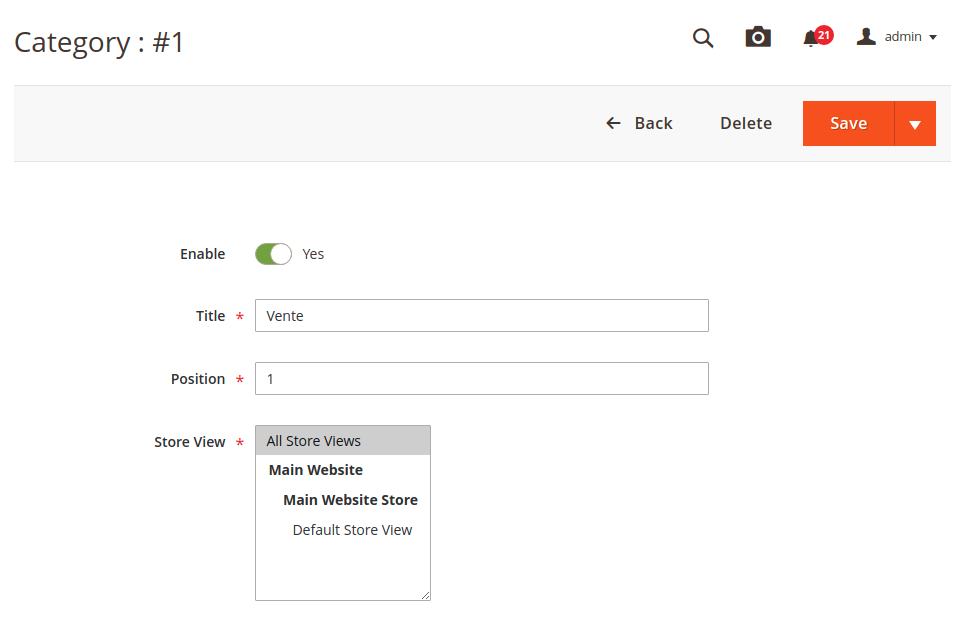 Category : #1
21
admin
Back
Delete
Save
Enable
Yes
Title *
Vente
Position *
1
Store View *
All Store Views
Main Website
Main Website Store
Default Store View